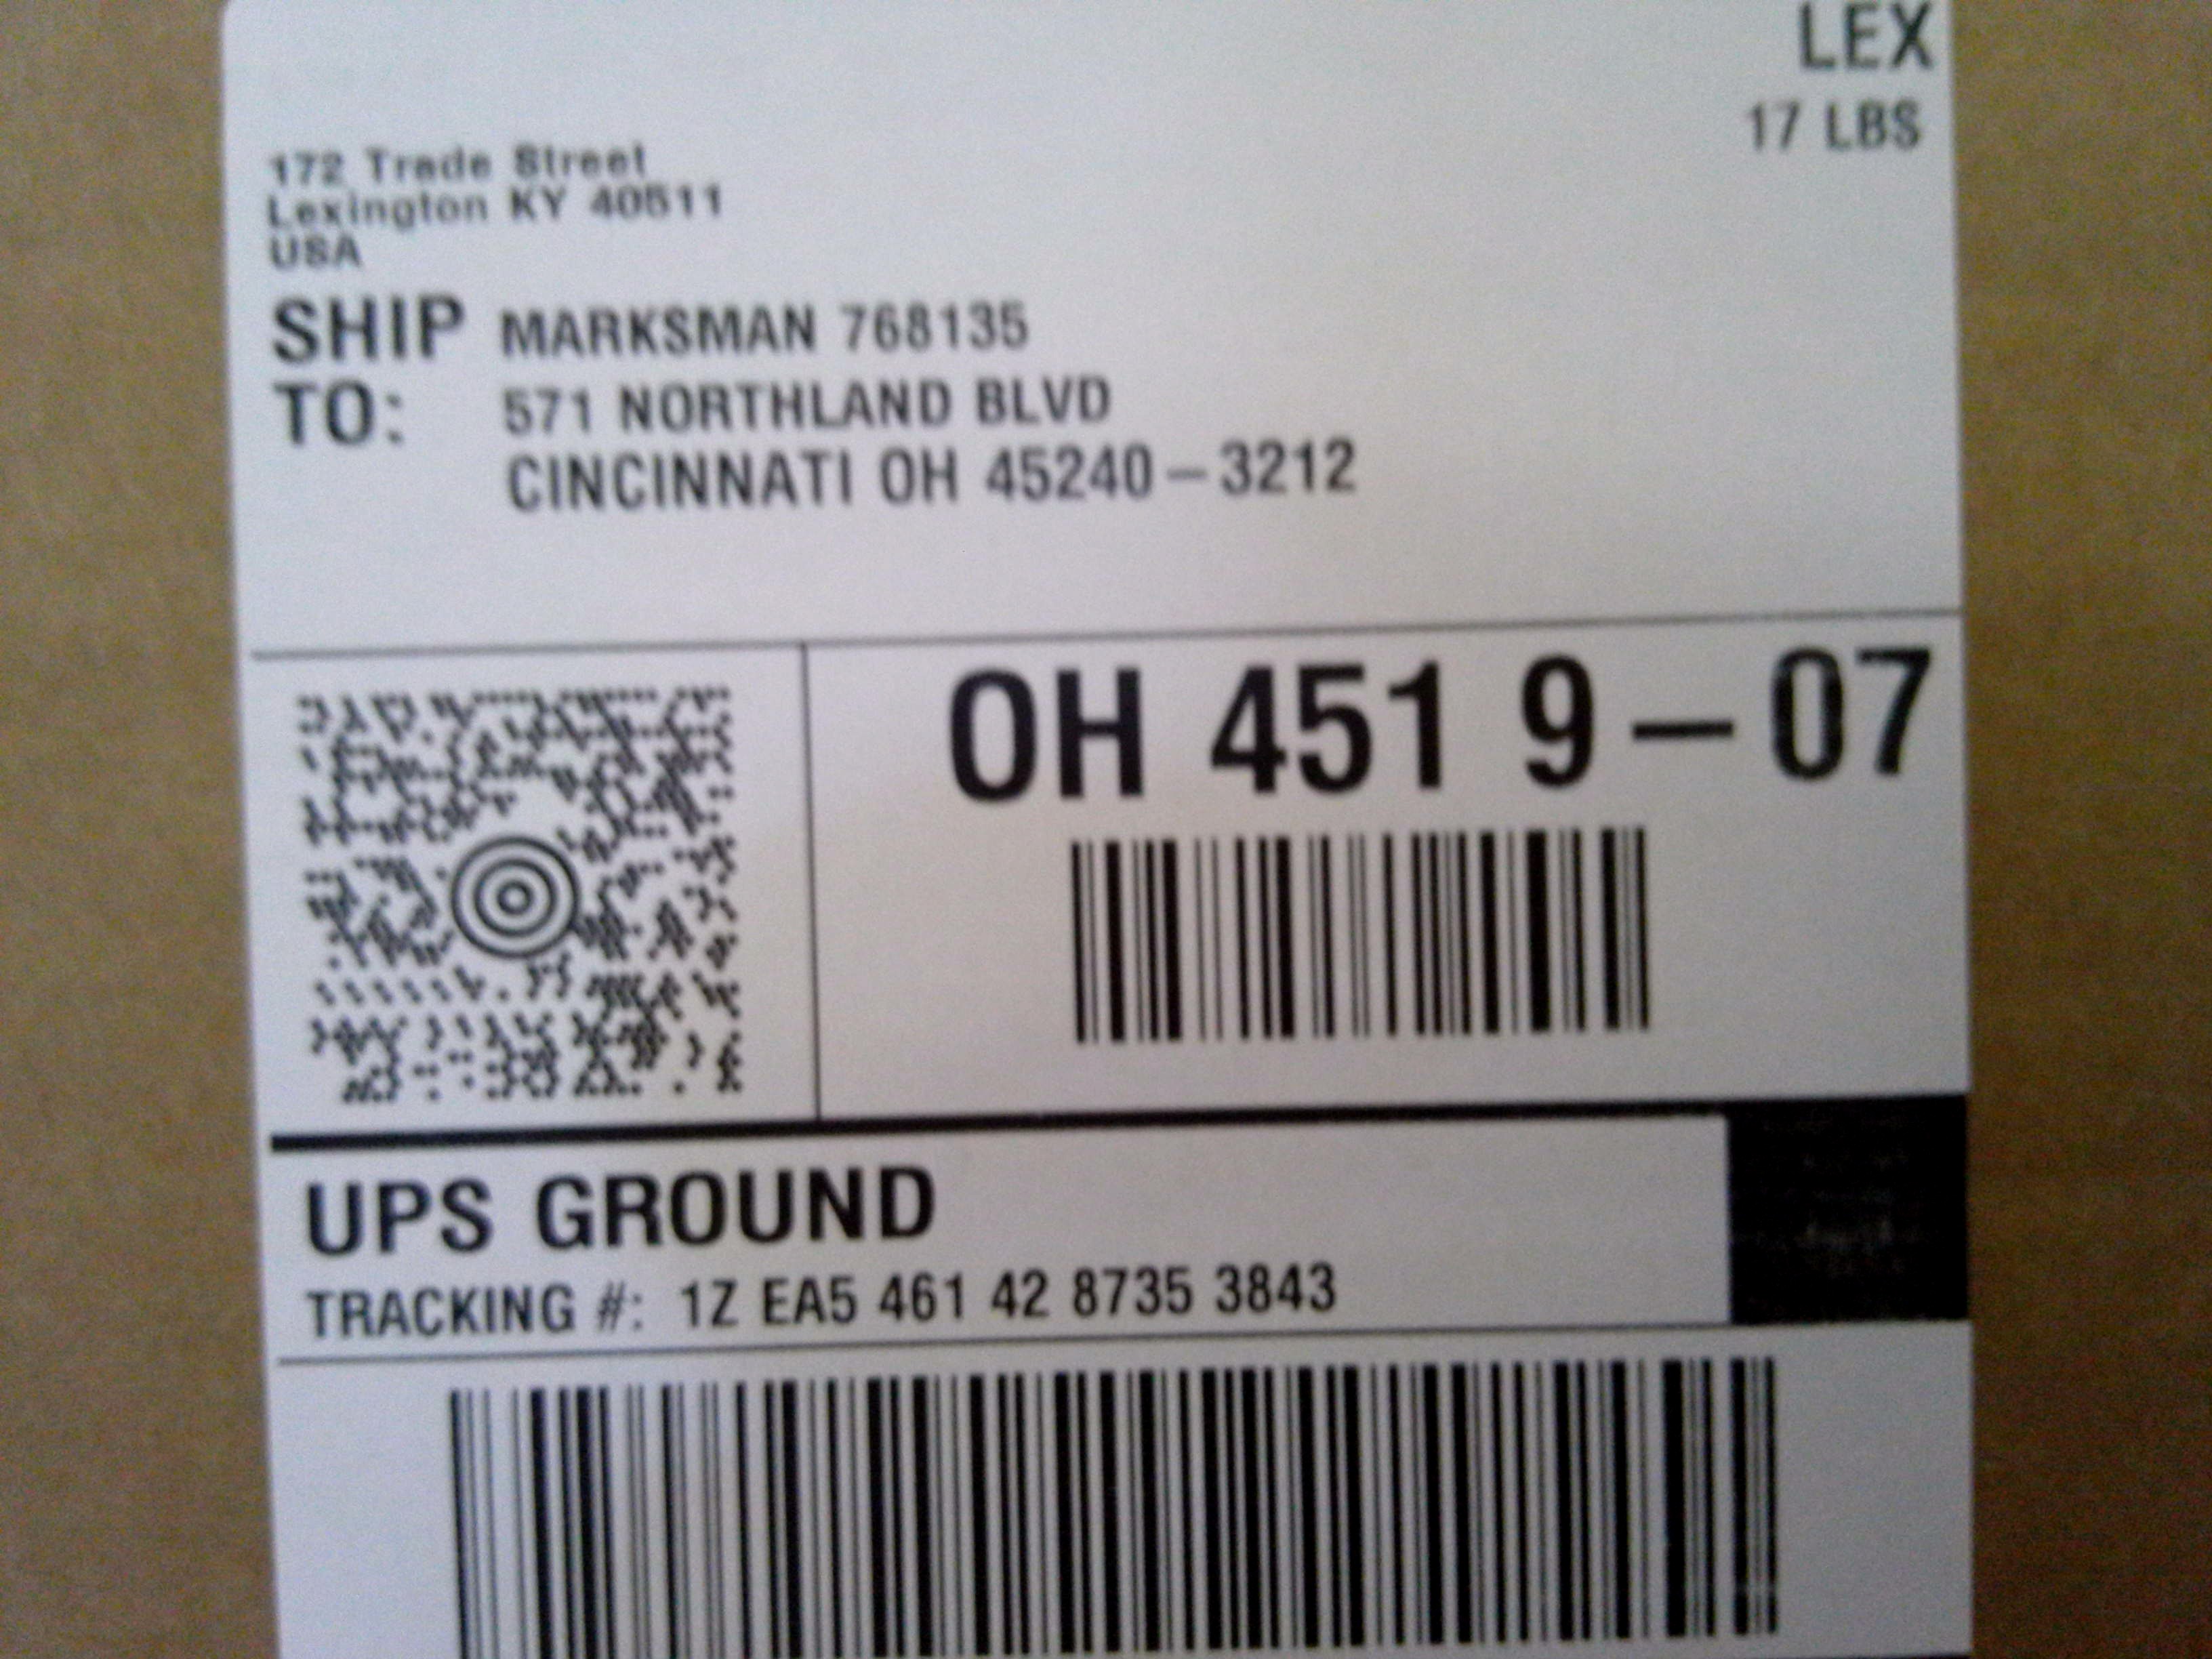 LEX
17 LBS
172 Trade Street
Lexington KY 40511
USA
SHIP TO: MARKSMAN 768135
571 NORTHLAND BLVD
CINCINNATI OH 45240-3212
OH 451 9-07
UPS GROUND
TRACKING #: 1Z EA5 461 42 8735 3843